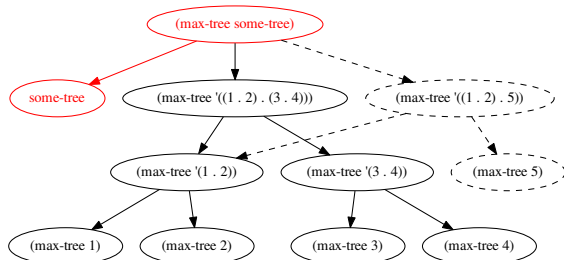 (max-tree some-tree)
some-tree
(max-tree '((1 . 2) . (3 . 4)))
(max-tree '((1 . 2) . 5))
(max-tree '(1 . 2))
(max-tree '(3 . 4))
(max-tree 5)
(max-tree 1)
(max-tree 2)
(max-tree 3)
(max-tree 4)